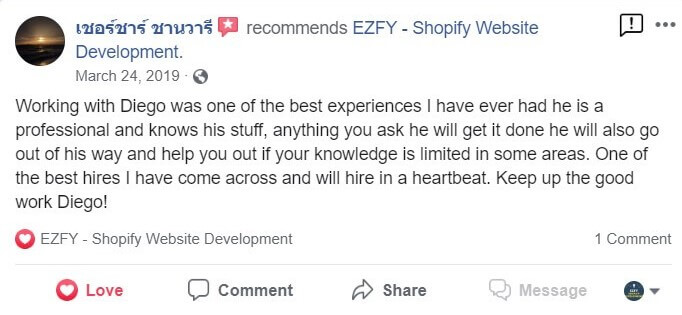 เชอร์ชาร์ ชานวารี recommends EZFY - Shopify Website
Development.
March 24, 2019 ·
Working with Diego was one of the best experiences I have ever had he is a
professional and knows his stuff, anything you ask he will get it done he will also go
out of his way and help you out if your knowledge is limited in some areas. One of
the best hires I have come across and will hire in a heartbeat. Keep up the good
work Diego!
EZFY - Shopify Website Development 1 Comment
Love Comment Share Message